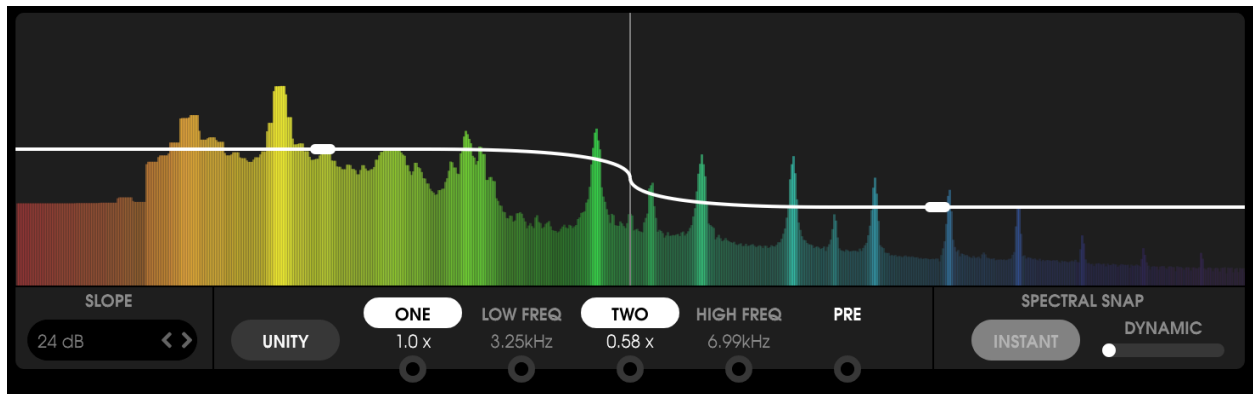 SLOPE
24 dB
UNITY
ONE
1.0 x
LOW FREQ
3.25kHz
TWO
0.58 x
HIGH FREQ
6.99kHz
PRE
SPECTRAL SNAP
INSTANT
DYNAMIC